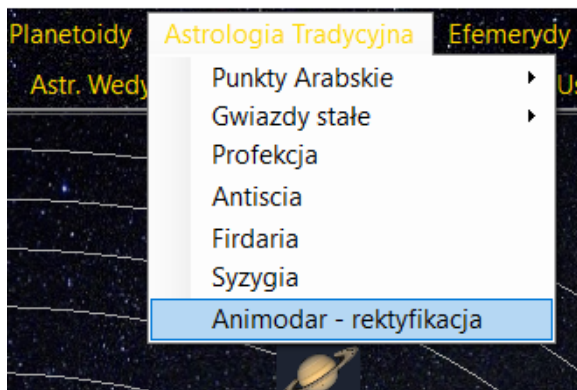 Planetoidy Astrologia Tradycyjna Efemerydy
Astr. Wedy
Punkty Arabskie
Gwiazdy stałe
Profekcja
Antiscia
Firdaria
Syzygia
Animodar - rektyfikacja